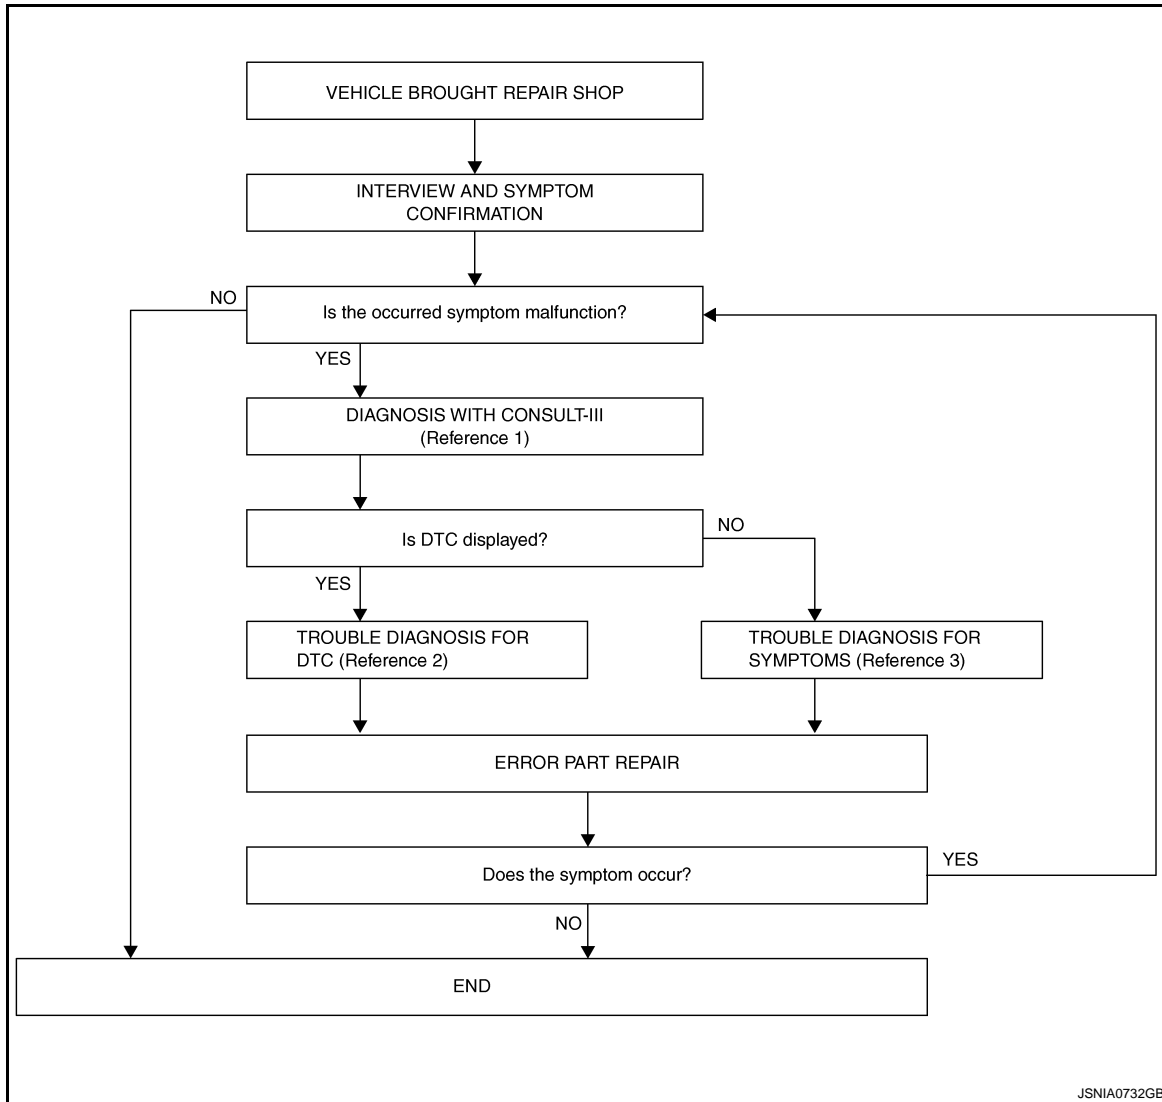 VEHICLE BROUGHT REPAIR SHOP
INTERVIEW AND SYMPTOM
CONFIRMATION
NO
Is the occurred symptom malfunction?
YES
DIAGNOSIS WITH CONSULT-III
(Reference 1)
Is DTC displayed?
NO
YES
TROUBLE DIAGNOSIS FOR
DTC (Reference 2)
TROUBLE DIAGNOSIS FOR
SYMPTOMS (Reference 3)
ERROR PART REPAIR
Does the symptom occur?
YES
NO
END
JSNIA0732GB